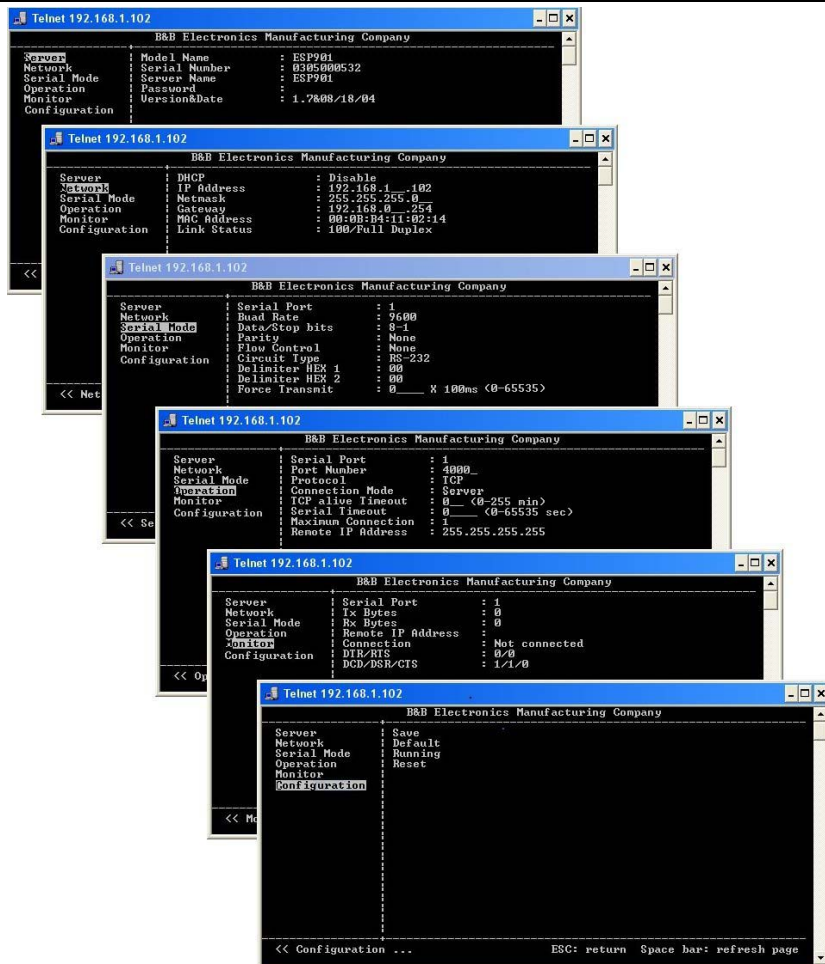 Telnet 192.168.1.102
B&B Electronics Manufacturing Company
Server | Model Name : ESP901
Network | Serial Number : 0305000532
Serial Mode | Server Name : ESP901
Operation | Password :
Monitor | Version&Date : 1.7&08/18/04
Configuration
<<
Telnet 192.168.1.102
B&B Electronics Manufacturing Company
Server | DHCP : Disable
Network | IP Address : 192.168.1__.102
Serial Mode | Netmask : 255.255.255.0__
Operation | Gateway : 192.168.0__.254
Monitor | MAC Address : 00:0B:B4:11:02:14
Configuration | Link Status : 100/Full Duplex
<< Net
Telnet 192.168.1.102
B&B Electronics Manufacturing Company
Server | Serial Port : 1
Network | Buad Rate : 9600
Serial Mode | Data/Stop bits : 8-1
Operation | Parity : None
Monitor | Flow Control : None
Configuration | Circuit Type : RS-232
Delimiter HEX 1 : 00
Delimiter HEX 2 : 00
Force Transmit : 0____ X 100ms (0-65535)
<< Se
Telnet 192.168.1.102
B&B Electronics Manufacturing Company
Server | Serial Port : 1
Network | Port Number : 4000_
Serial Mode | Protocol : TCP
Operation | Connection Mode : Server
Monitor | TCP alive Timeout : 0__ (0-255 min)
Configuration | Serial Timeout : 0____ (0-65535 sec)
Maximum Connection : 1
Remote IP Address : 255.255.255.255
<< Op
Telnet 192.168.1.102
B&B Electronics Manufacturing Company
Server | Serial Port : 1
Network | Tx Bytes : 0
Serial Mode | Rx Bytes : 0
Operation | Remote IP Address :
Monitor | Connection : Not connected
Configuration | DTR/RTS : 0/0
DCD/DSR/CTS : 1/1/0
<< Mo
Telnet 192.168.1.102
B&B Electronics Manufacturing Company
Server | Save
Network | Default
Serial Mode | Running
Operation | Reset
Monitor
Configuration
<< Configuration ... ESC: return Space bar: refresh page